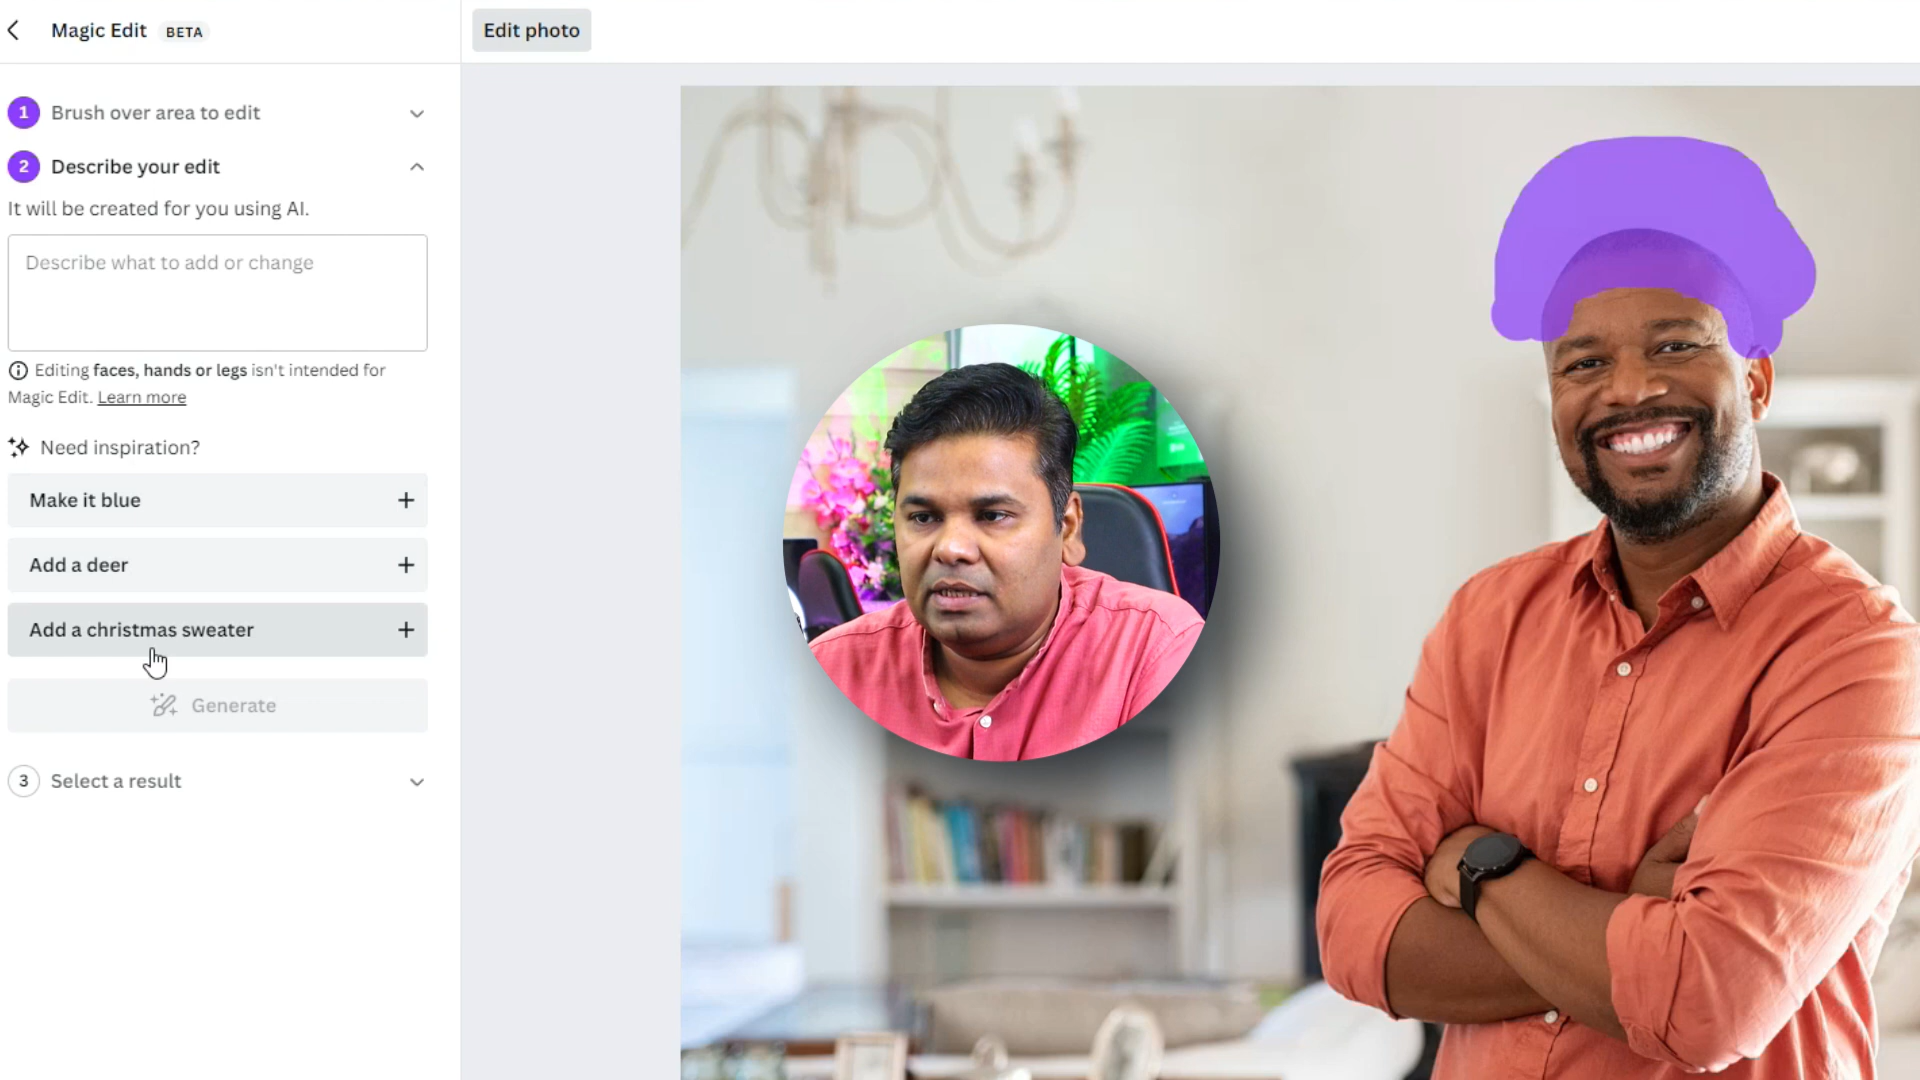 Magic Edit BETA
Edit photo
1 Brush over area to edit
2 Describe your edit
It will be created for you using AI.
Describe what to add or change
Editing faces, hands or legs isn't intended for
Magic Edit. Learn more
Need inspiration?
Make it blue
Add a deer
Add a christmas sweater
Generate
3 Select a result